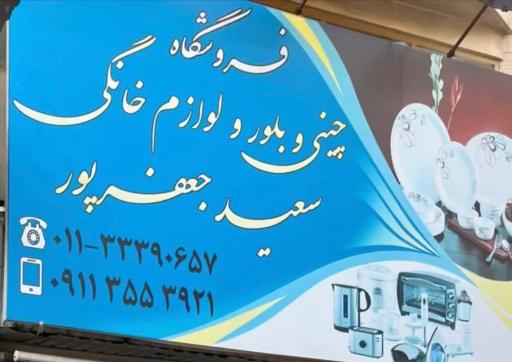 فروشگاه
چینی و بلور و لوازم خانگی
سعید جعفرپور
۰۱۱-۳۳۳۹۰۶۵۷
۰۹۱۱ ۳۵۵ ۳۹۲۱